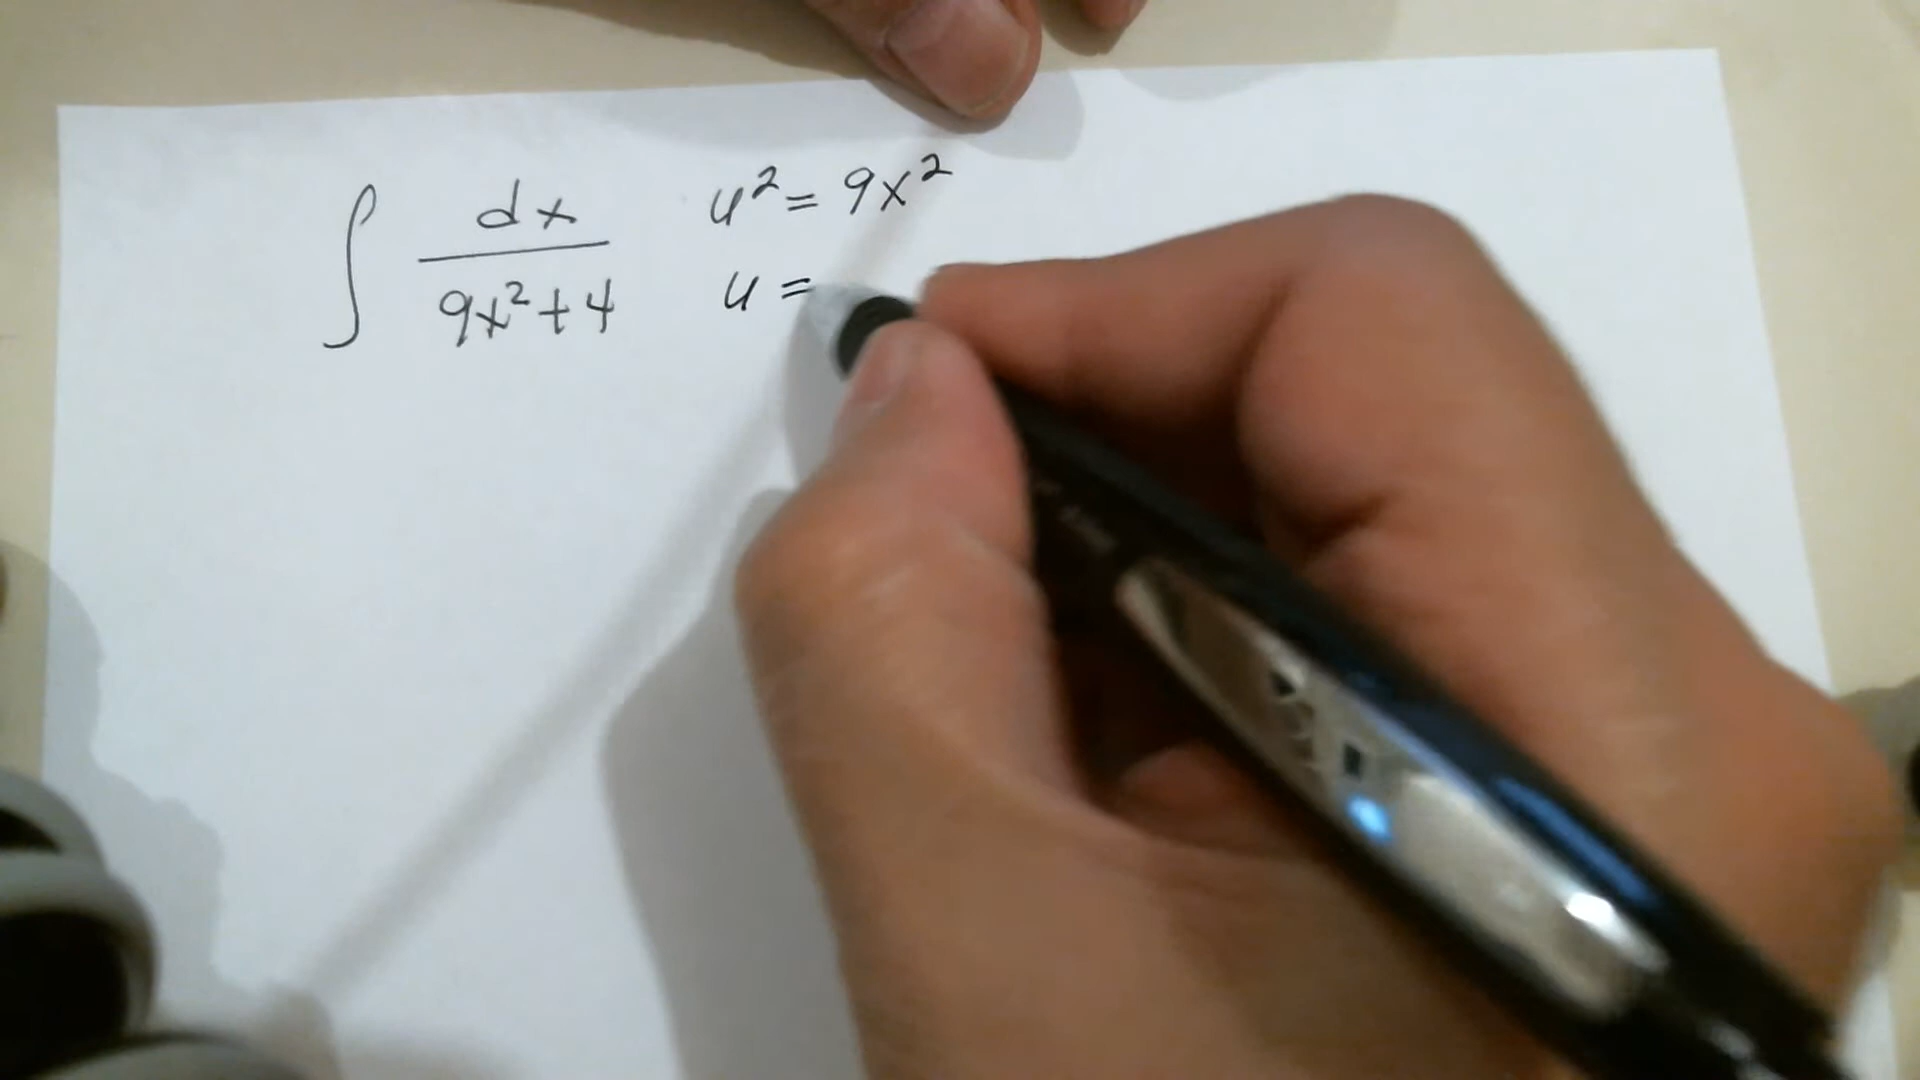 ∫ dx / 9x²+4
u² = 9x²
u =